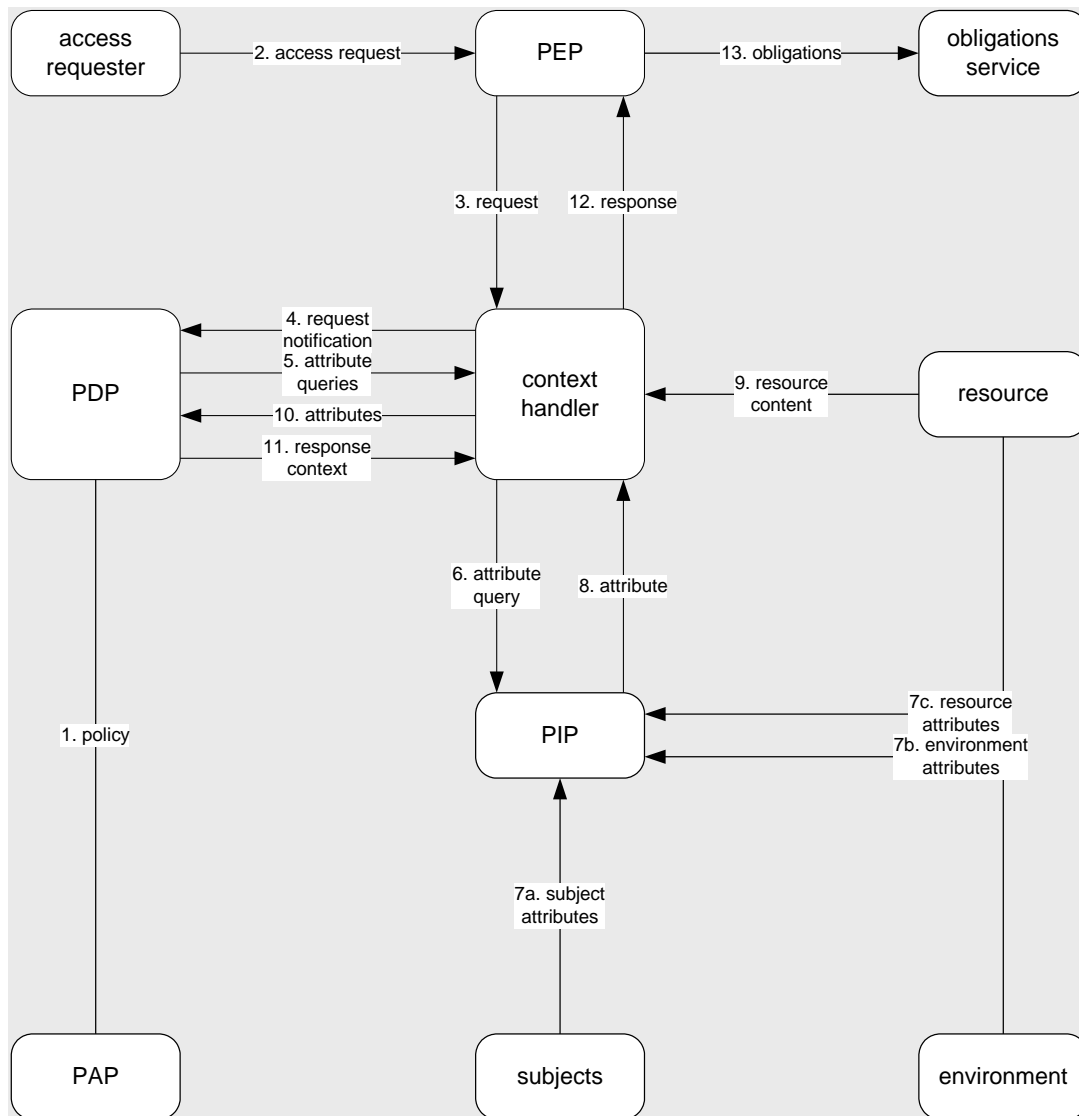 access
requester
2. access request
PEP
13. obligations
obligations
service
3. request
12. response
PDP
4. request
notification
5. attribute
queries
10. attributes
11. response
context
context
handler
9. resource
content
resource
6. attribute
query
8. attribute
1. policy
PIP
7c. resource
attributes
7b. environment
attributes
7a. subject
attributes
PAP
subjects
environment